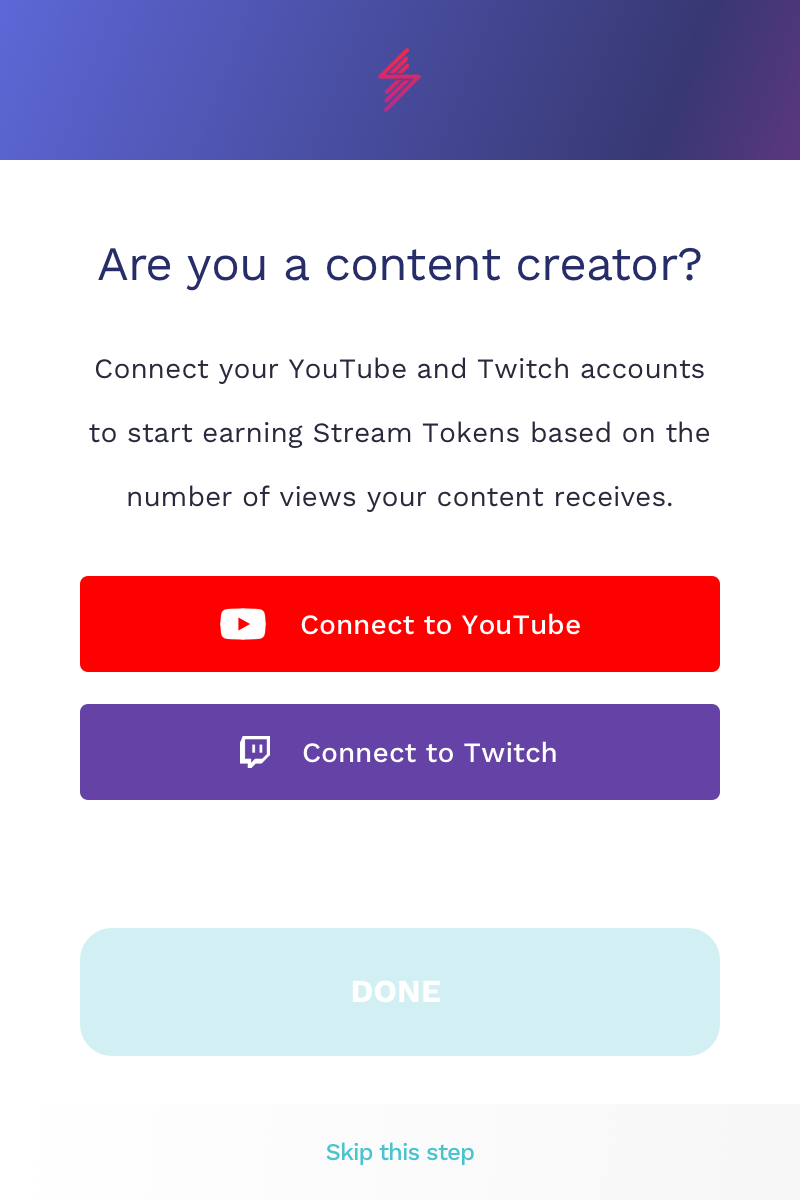 Are you a content creator?
Connect your YouTube and Twitch accounts
to start earning Stream Tokens based on the
number of views your content receives.
Connect to YouTube
Connect to Twitch
DONE
Skip this step